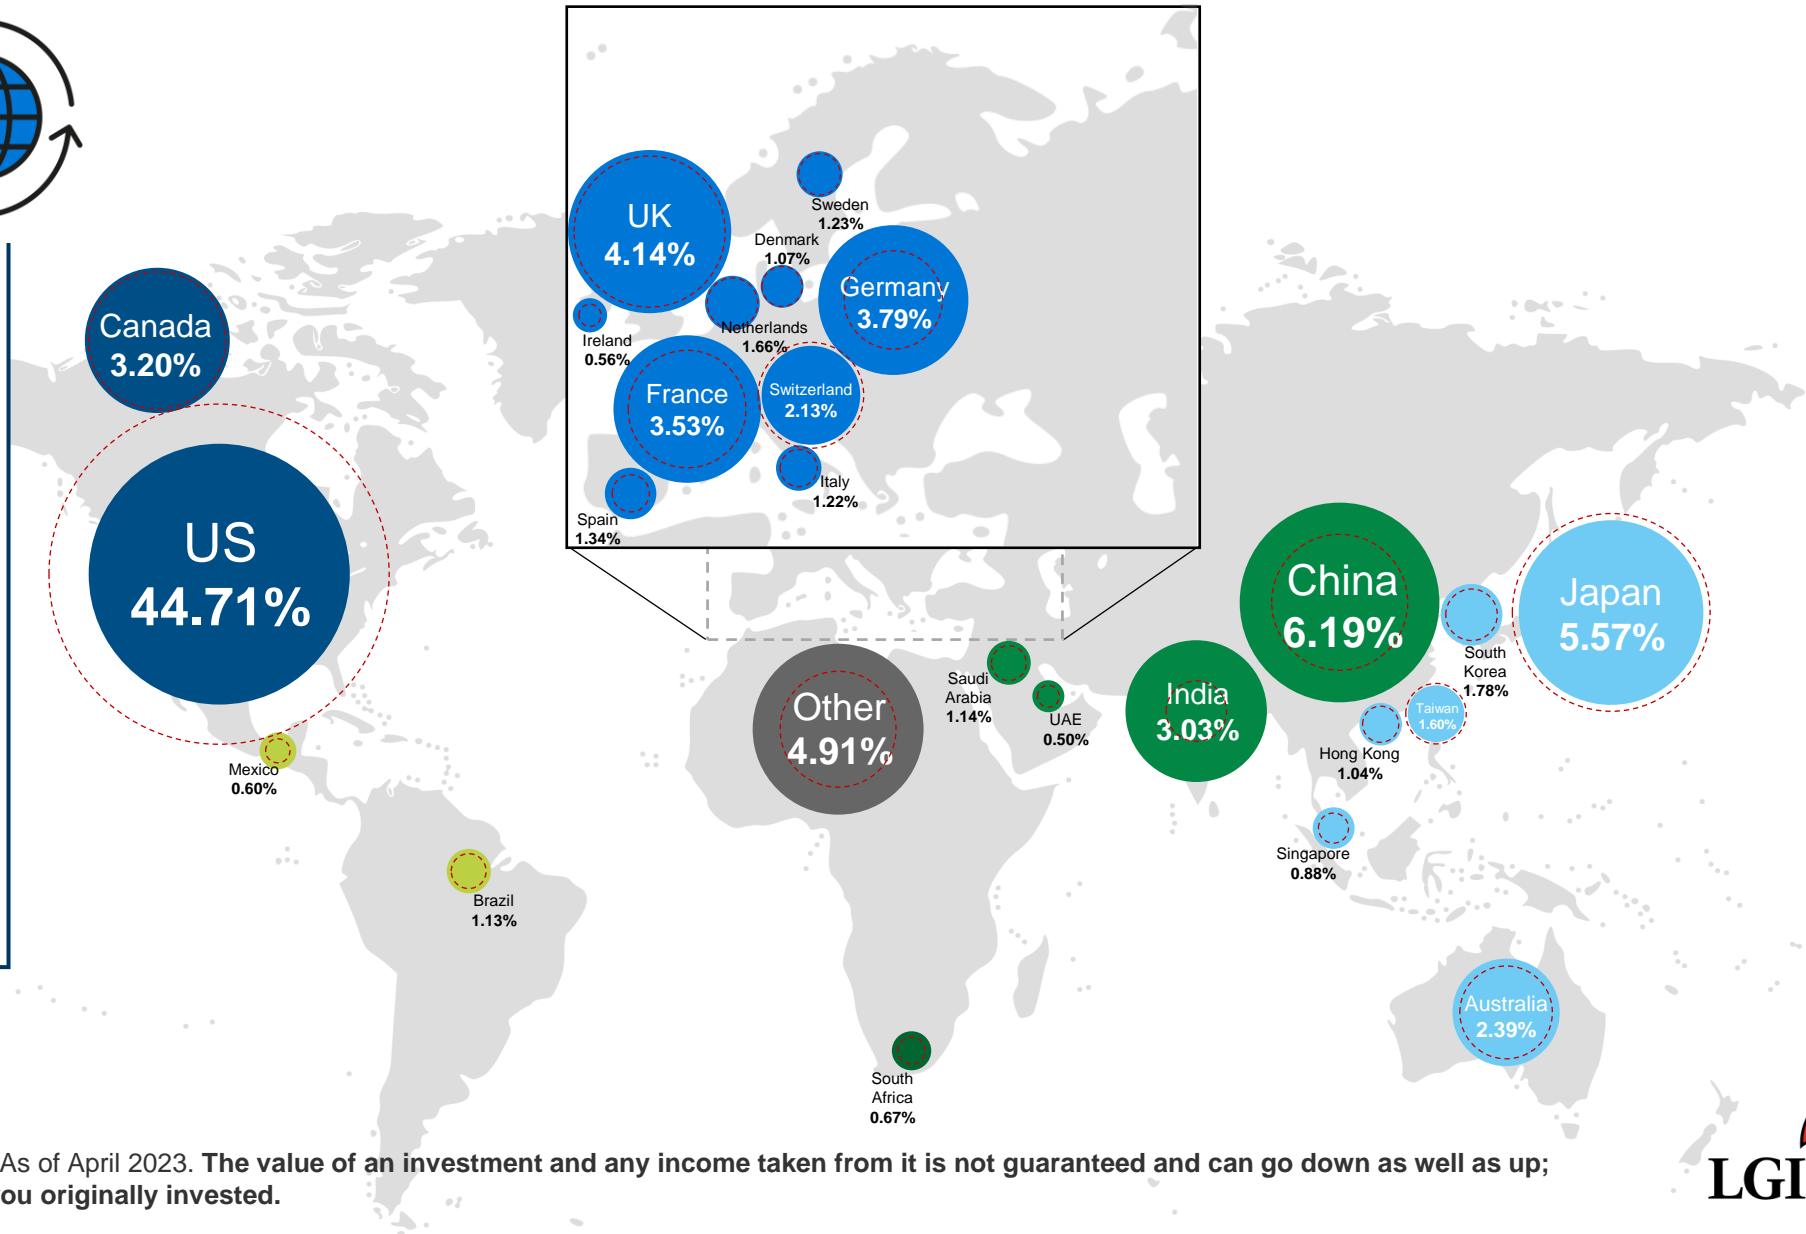 UK
4.14%
Sweden
1.23%
Denmark
1.07%
Germany
3.79%
Netherlands
1.66%
Ireland
0.56%
France
3.53%
Switzerland
2.13%
Italy
1.22%
Spain
1.34%
Canada
3.20%
US
44.71%
Mexico
0.60%
Brazil
1.13%
Other
4.91%
Saudi
Arabia
1.14%
UAE
0.50%
South
Africa
0.67%
India
3.03%
China
6.19%
South
Korea
1.78%
Japan
5.57%
Taiwan
1.60%
Hong Kong
1.04%
Singapore
0.88%
Australia
2.39%
As of April 2023. The value of an investment and any income taken from it is not guaranteed and can go down as well as up;
ou originally invested.
LGI